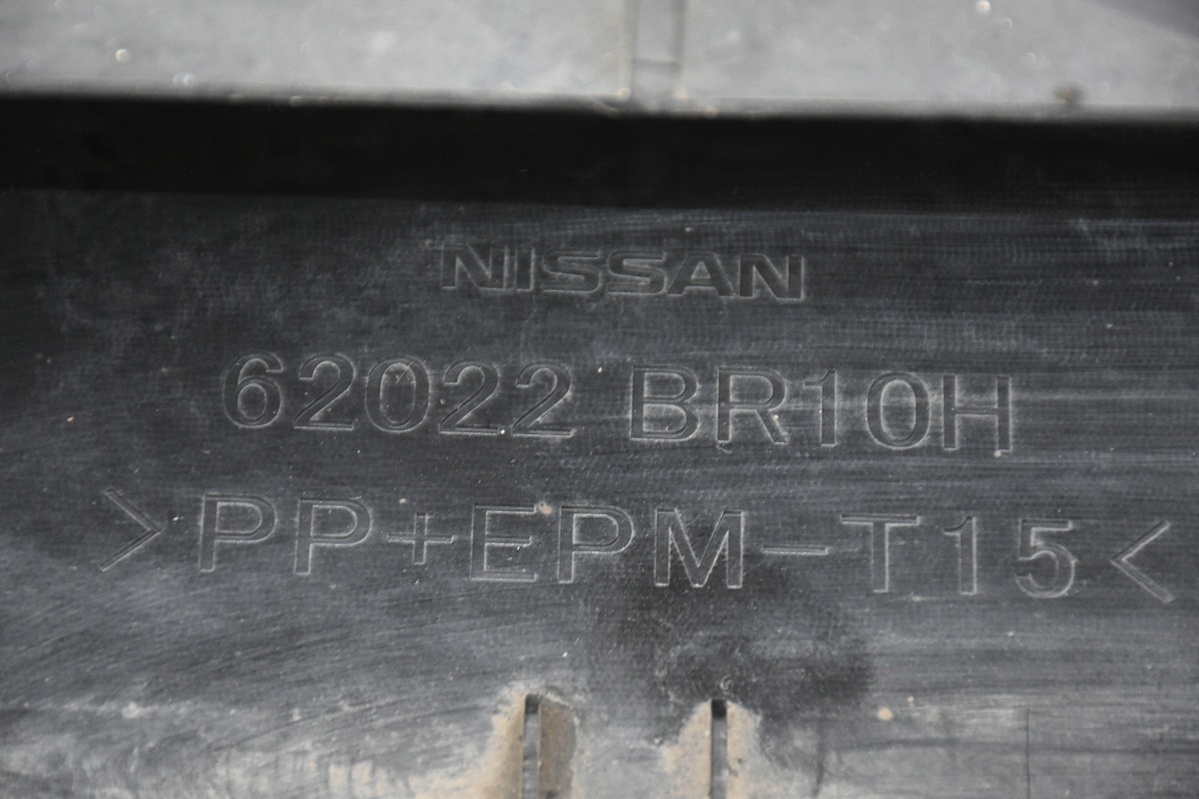 NISSAN
62022 BR10H
>PP+EPM-T15<